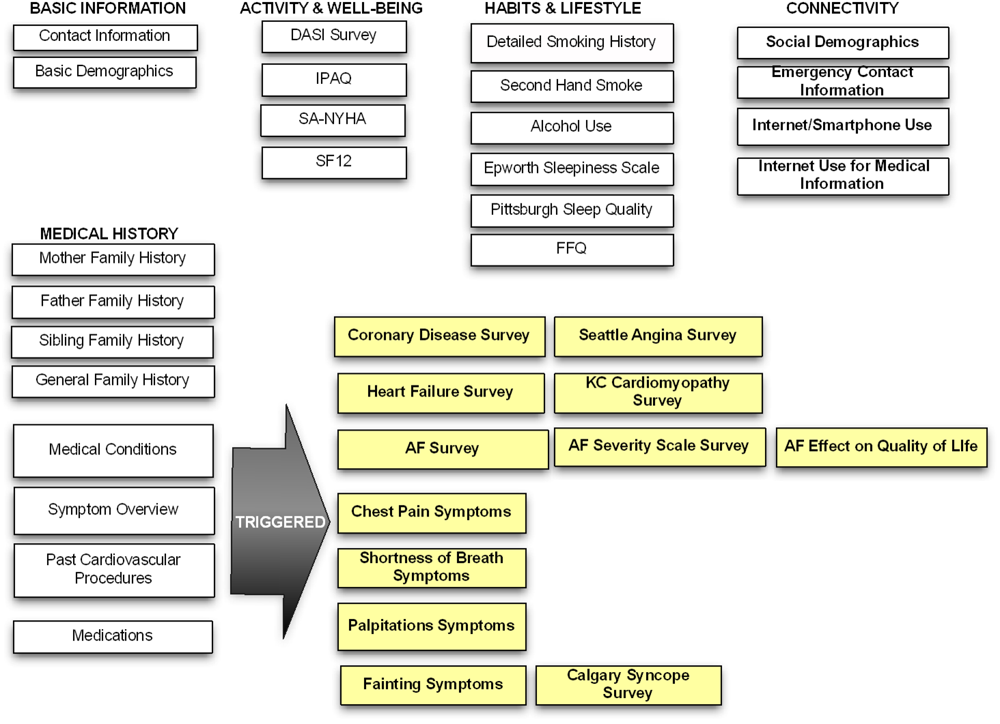 BASIC INFORMATION
Contact Information
Basic Demographics
ACTIVITY & WELL-BEING
DASI Survey
IPAQ
SA-NYHA
SF12
HABITS & LIFESTYLE
Detailed Smoking History
Second Hand Smoke
Alcohol Use
Epworth Sleepiness Scale
Pittsburgh Sleep Quality
FFQ
CONNECTIVITY
Social Demographics
Emergency Contact
Information
Internet/Smartphone Use
Internet Use for Medical
Information
MEDICAL HISTORY
Mother Family History
Father Family History
Sibling Family History
General Family History
Medical Conditions
Symptom Overview
Past Cardiovascular
Procedures
Medications
TRIGGERED
Coronary Disease Survey
Seattle Angina Survey
Heart Failure Survey
KC Cardiomyopathy
Survey
AF Survey
AF Severity Scale Survey
AF Effect on Quality of LIfe
Chest Pain Symptoms
Shortness of Breath
Symptoms
Palpitations Symptoms
Fainting Symptoms
Calgary Syncope
Survey